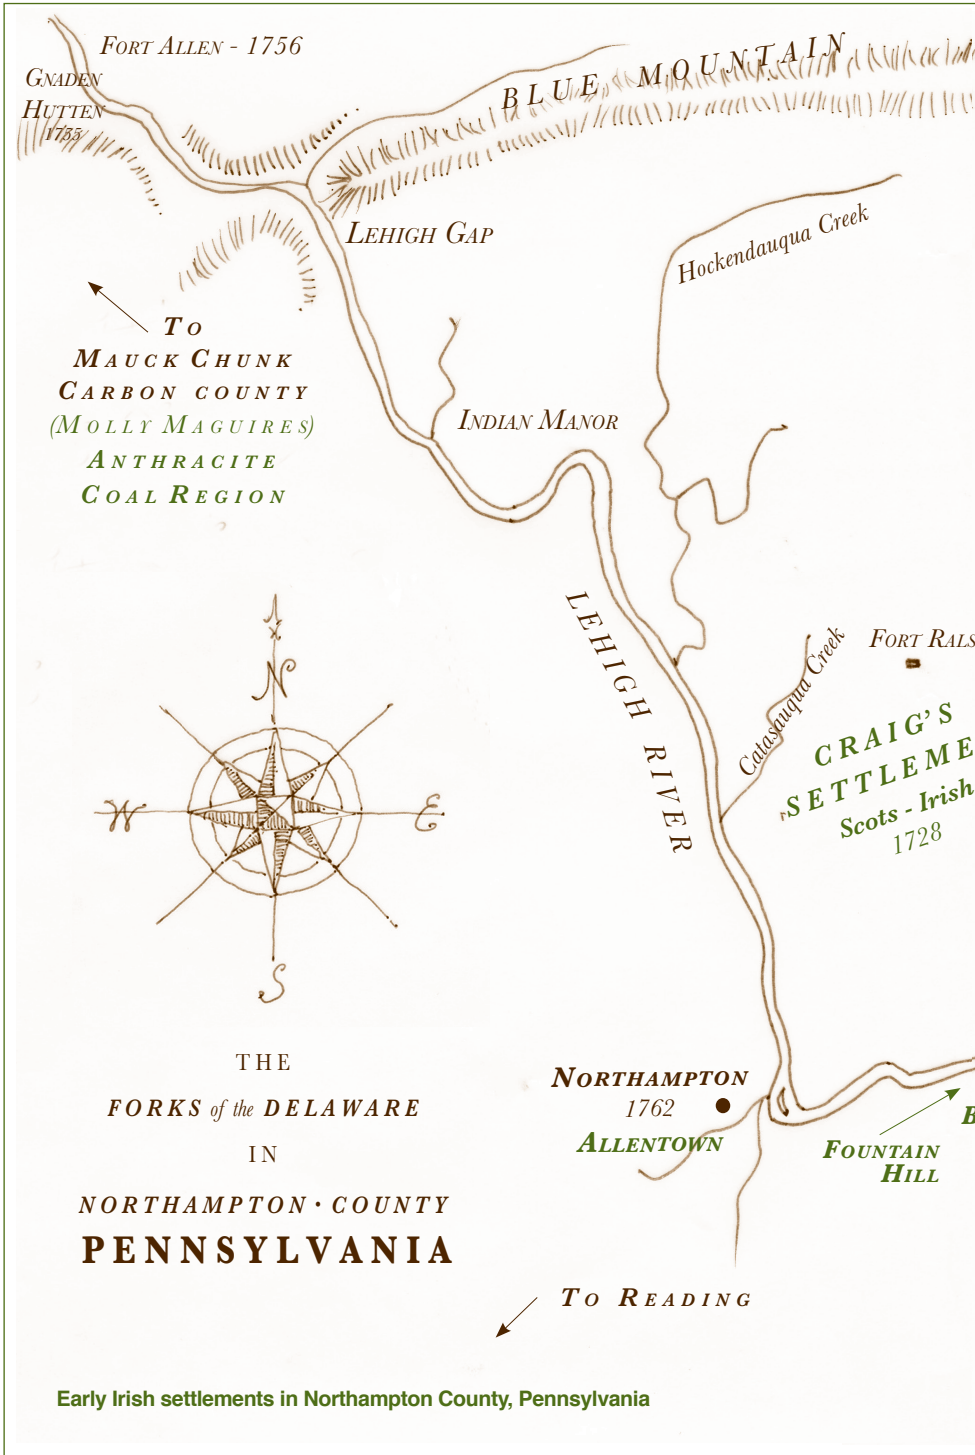 FORT ALLEN - 1756
GNADEN
HUTTEN
1755
BLUE MOUNTAIN
LEHIGH GAP
Hockendauqua Creek
TO
MAUCK CHUNK
CARBON COUNTY
(MOLLY MAGUIRES)
ANTHRACITE
COAL REGION
INDIAN MANOR
LEHIGH RIVER
Catasauqua Creek
FORT RALS
CRAIG'S
SETTLEME
Scots - Irish
1728
N
W
E
S
THE
FORKS of the DELAWARE
IN
NORTHAMPTON · COUNTY
PENNSYLVANIA
NORTHAMPTON
1762
ALLENTOWN
FOUNTAIN
HILL
TO READING
Early Irish settlements in Northampton County, Pennsylvania